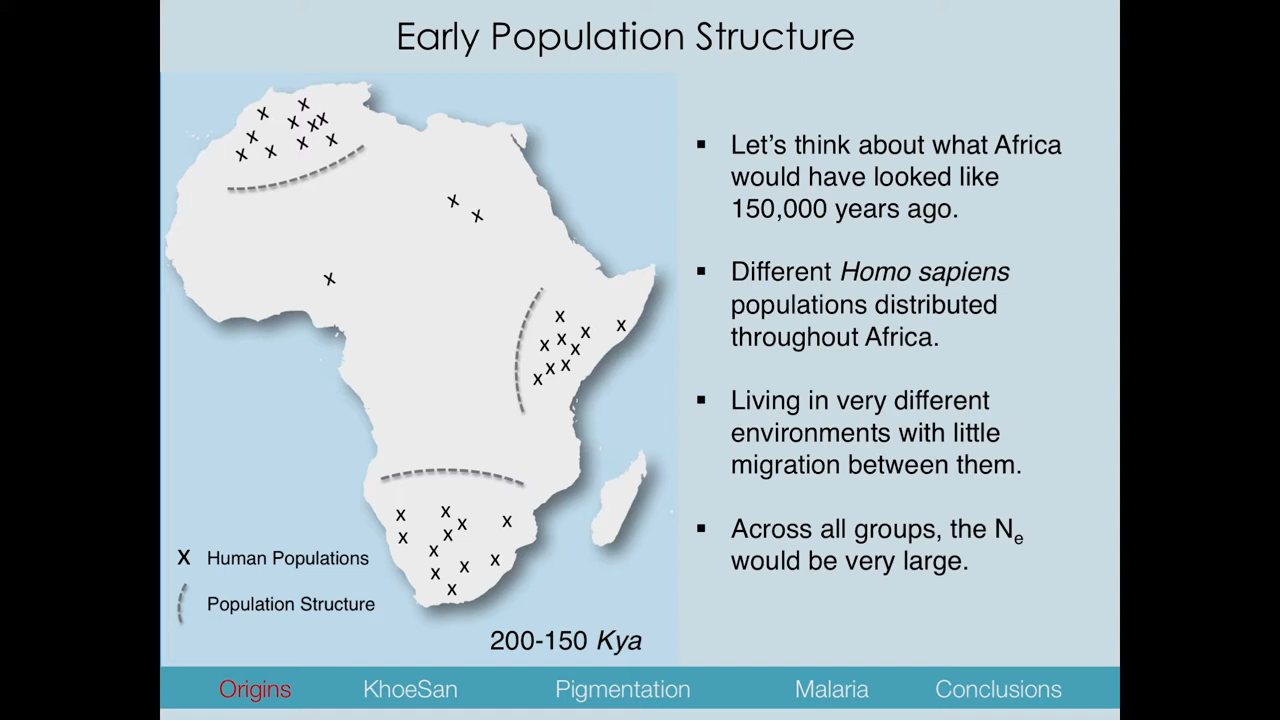 Early Population Structure
▪ Let's think about what Africa
would have looked like
150,000 years ago.
▪ Different Homo sapiens
populations distributed
throughout Africa.
▪ Living in very different
environments with little
migration between them.
▪ Across all groups, the Ne
would be very large.
X Human Populations
Population Structure
200-150 Kya
Origins KhoeSan Pigmentation Malaria Conclusions